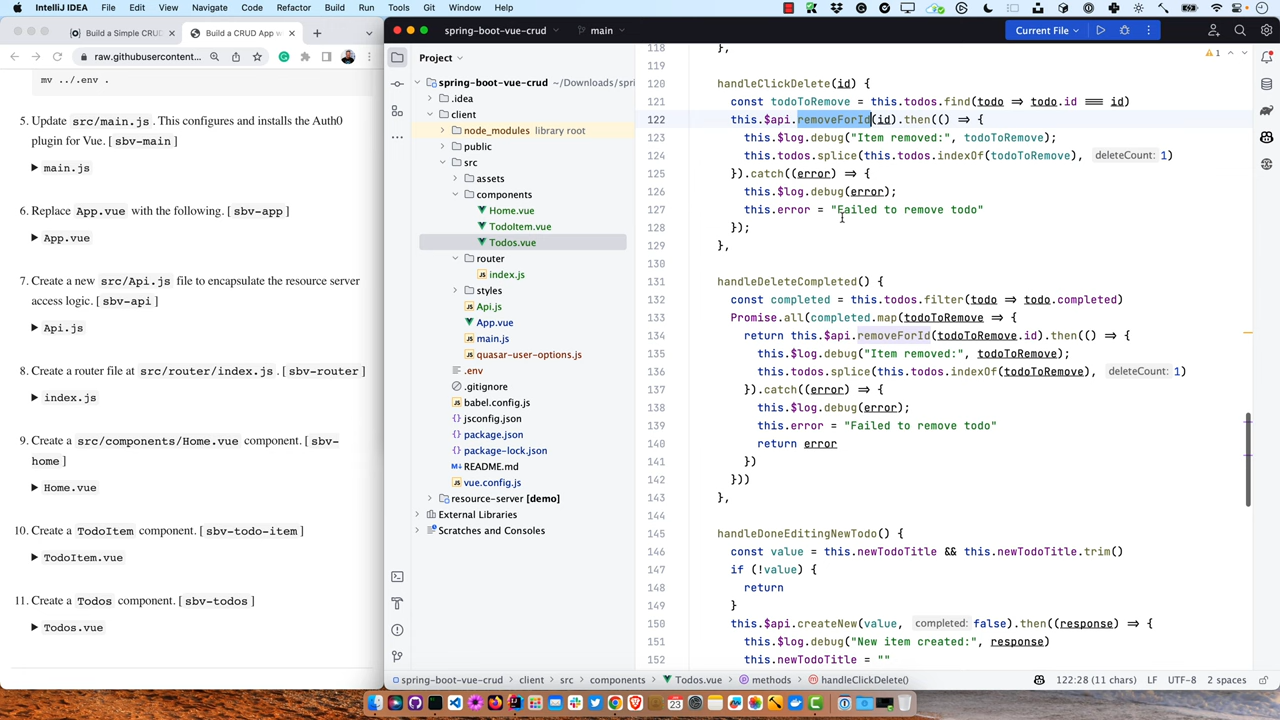 IntelliJ IDEA File Edit View Navigate Code Refactor Build Run Tools Git Window Help
Build a Simple CRUD
Build a CRUD App w
raw.githubusercontent...
mv ../.env .
5. Update src/main.js. This configures and installs the Auth0
plugin for Vue. [sbv-main]
main.js
6. Replace App.vue with the following. [sbv-app]
App.vue
7. Create a new src/Api.js file to encapsulate the resource server
access logic. [sbv-api]
Api.js
8. Create a router file at src/router/index.js. [sbv-router]
index.js
9. Create a src/components/Home.vue component. [sbv-
home]
Home.vue
10. Create a TodoItem component. [sbv-todo-item]
TodoItem.vue
11. Create a Todos component. [sbv-todos]
Todos.vue
spring-boot-vue-crud
main
Current File
Project
spring-boot-vue-crud ~/Downloads/spri
.idea
client
node_modules library root
public
src
assets
components
Home.vue
TodoItem.vue
Todos.vue
router
index.js
styles
Api.js
App.vue
main.js
quasar-user-options.js
.env
.gitignore
babel.config.js
jsconfig.json
package.json
package-lock.json
README.md
vue.config.js
resource-server [demo]
External Libraries
Scratches and Consoles
1
118 },
119
120 handleClickDelete(id) {
121 const todoToRemove = this.todos.find(todo => todo.id === id)
122 this.$api.removeForId(id).then(() => {
123 this.$log.debug("Item removed:", todoToRemove);
124 this.todos.splice(this.todos.indexOf(todoToRemove), deleteCount: 1)
125 }).catch((error) => {
126 this.$log.debug(error);
127 this.error = "Failed to remove todo"
128 });
129 },
130
131 handleDeleteCompleted() {
132 const completed = this.todos.filter(todo => todo.completed)
133 Promise.all(completed.map(todoToRemove => {
134 return this.$api.removeForId(todoToRemove.id).then(() => {
135 this.$log.debug("Item removed:", todoToRemove);
136 this.todos.splice(this.todos.indexOf(todoToRemove), deleteCount: 1)
137 }).catch((error) => {
138 this.$log.debug(error);
139 this.error = "Failed to remove todo"
140 return error
141 })
142 }))
143 },
144
145 handleDoneEditingNewTodo() {
146 const value = this.newTodoTitle && this.newTodoTitle.trim()
147 if (!value) {
148 return
149 }
150 this.$api.createNew(value, completed: false).then((response) => {
151 this.$log.debug("New item created:", response)
152 this.newTodoTitle = ""
spring-boot-vue-crud > client > src > components > Todos.vue > methods > handleClickDelete()
122:28 (11 chars) LF UTF-8 2 spaces